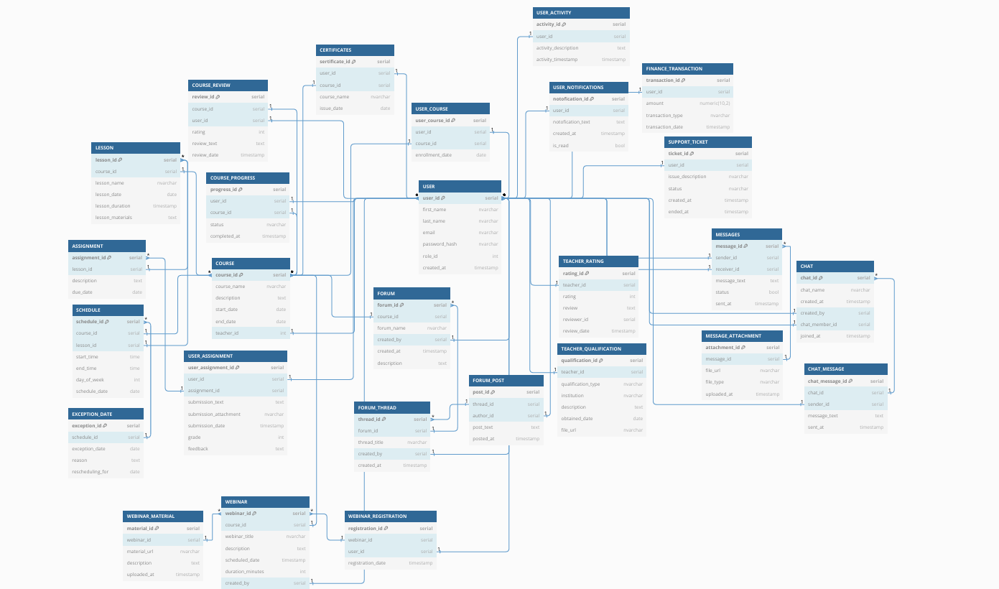 USER_ACTIVITY
activity_id serial
user_id serial
activity_description text
activity_timestamp timestamp
CERTIFICATES
sertificate_id serial
user_id serial
course_id serial
course_name nvarchar
issue_date date
FINANCE_TRANSACTION
transaction_id serial
user_id serial
amount numeric(10,2)
transaction_type nvarchar
transaction_date timestamp
COURSE_REVIEW
review_id serial
course_id serial
user_id serial
rating int
review_text text
review_date timestamp
USER_NOTIFICATIONS
notofication_id serial
user_id serial
notofication_text text
created_at timestamp
is_read bool
USER_COURSE
user_course_id serial
user_id serial
course_id serial
enrollment_date date
SUPPORT_TICKET
ticket_id serial
user_id serial
issue_description nvarchar
status nvarchar
created_at timestamp
ended_at timestamp
LESSON
lesson_id serial
course_id serial
lesson_name nvarchar
lesson_date date
lesson_duration timestamp
lesson_materials text
COURSE_PROGRESS
progress_id serial
user_id serial
course_id serial
status nvarchar
completed_at timestamp
USER
user_id serial
first_name nvarchar
last_name nvarchar
email nvarchar
password_hash nvarchar
role_id int
created_at timestamp
MESSAGES
message_id serial
sender_id serial
receiver_id serial
message_text text
status bool
sent_at timestamp
ASSIGNMENT
assignment_id serial
lesson_id serial
description text
due_date date
COURSE
course_id serial
course_name nvarchar
description text
start_date date
end_date date
teacher_id int
TEACHER_RATING
rating_id serial
teacher_id serial
rating int
review text
reviewer_id serial
review_date timestamp
CHAT
chat_id serial
chat_name nvarchar
created_at timestamp
created_by serial
chat_member_id serial
joined_at timestamp
FORUM
forum_id serial
course_id serial
forum_name nvarchar
created_by serial
created_at timestamp
description text
SCHEDULE
schedule_id serial
course_id serial
lesson_id serial
start_time time
end_time time
day_of_week int
schedule_date date
MESSAGE_ATTACHMENT
attachment_id serial
message_id serial
file_url nvarchar
file_type nvarchar
uploaded_at timestamp
TEACHER_QUALIFICATION
qualification_id serial
teacher_id serial
qualification_type nvarchar
institution nvarchar
description text
obtained_date date
file_url nvarchar
USER_ASSIGNMENT
user_assignment_id serial
user_id serial
assignment_id serial
submission_text text
submission_attachment nvarchar
submission_date timestamp
grade int
feedback text
CHAT_MESSAGE
chat_message_id serial
chat_id serial
sender_id serial
message_text text
sent_at timestamp
FORUM_POST
post_id serial
thread_id serial
author_id serial
post_text text
posted_at timestamp
FORUM_THREAD
thread_id serial
forum_id serial
thread_title nvarchar
created_by serial
created_at timestamp
EXCEPTION_DATE
exception_id serial
schedule_id serial
exception_date date
reason text
rescheduling_for date
WEBINAR
webinar_id serial
course_id serial
webinar_title nvarchar
description text
scheduled_date timestamp
duration_minutes int
created_by serial
WEBINAR_MATERIAL
material_id serial
webinar_id serial
material_url nvarchar
description text
uploaded_at timestamp
WEBINAR_REGISTRATION
registration_id serial
webinar_id serial
user_id serial
registration_date timestamp